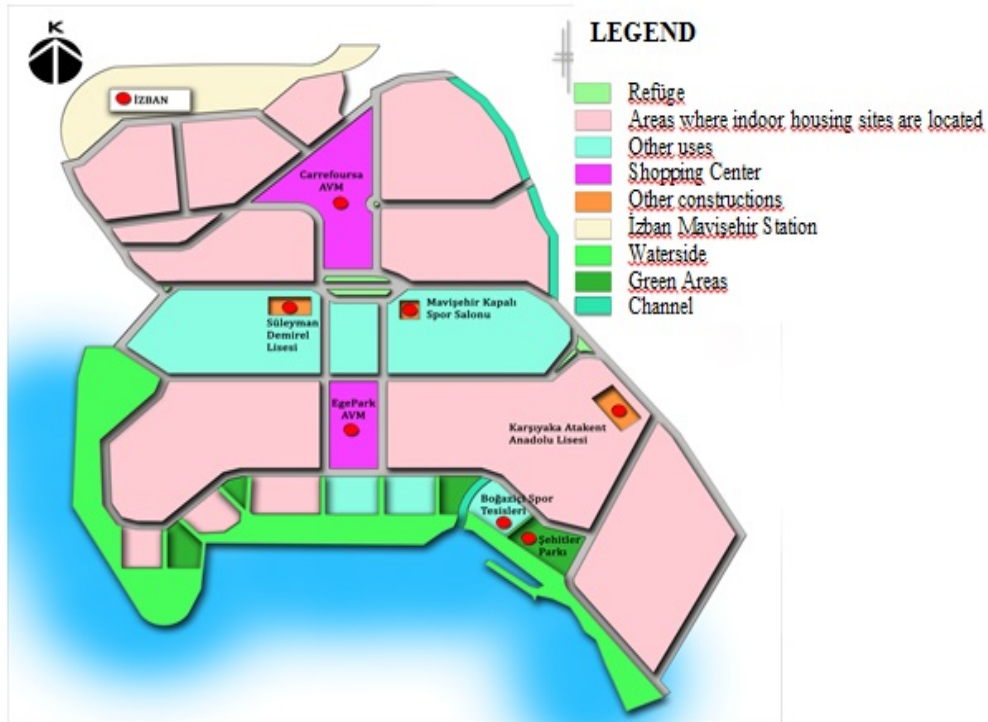 K
LEGEND
Refüge
Areas where indoor housing sites are located
Other uses
Shopping Center
Other constructions
İzban Mavişehir Station
Waterside
Green Areas
Channel
İZBAN
Carrefoursa
AVM
Süleyman
Demirel
Lisesi
Mavişehir Kapalı
Spor Salonu
EgePark
AVM
Karşıyaka Atakent
Anadolu Lisesi
Boğaziçi Spor
Tesisleri
Şehitler
Parkı